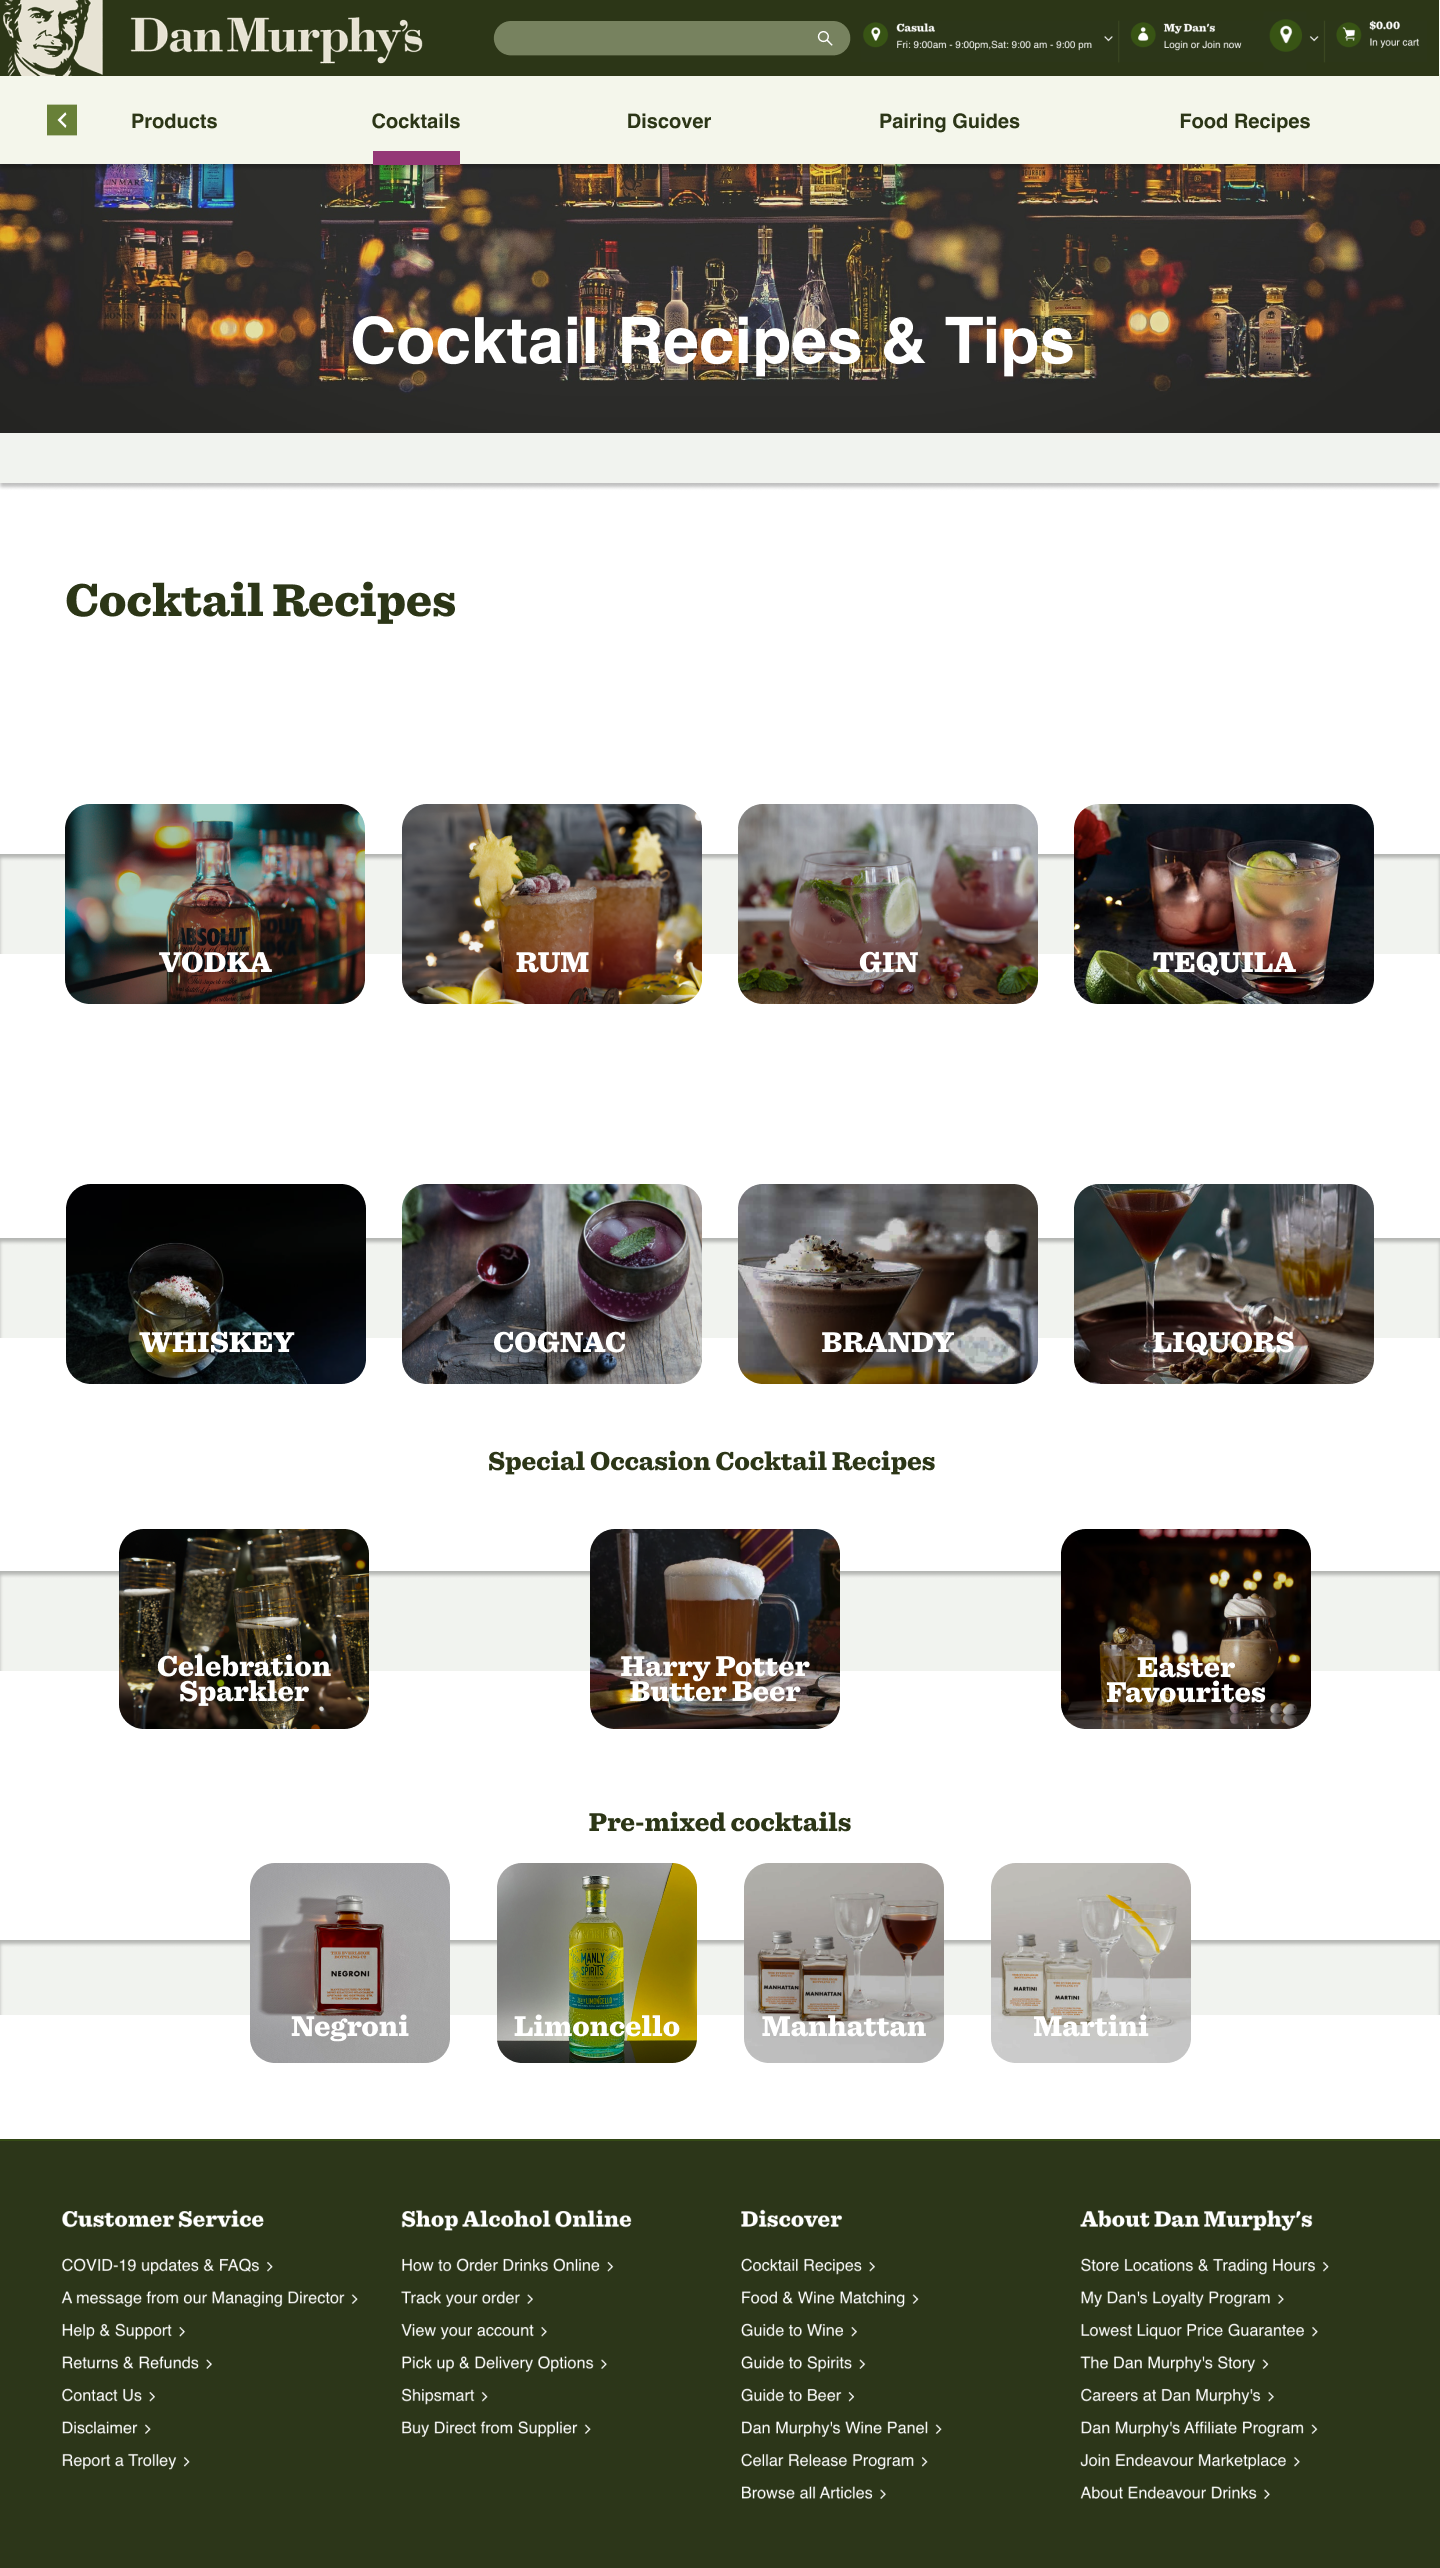 Dan Murphy's
Casula
Fri: 9:00am - 9:00pm,Sat: 9:00 am - 9:00 pm
My Dan's
Login or Join now
$0.00
In your cart
Products
Cocktails
Discover
Pairing Guides
Food Recipes
Cocktail Recipes & Tips
Cocktail Recipes
ABSOLUT
VODKA
RUM
GIN
TEQUILA
WHISKEY
COGNAC
BRANDY
LIQUORS
Special Occasion Cocktail Recipes
Celebration
Sparkler
Harry Potter
Butter Beer
Easter
Favourites
Pre-mixed cocktails
NEGRONI
Negroni
MANLY
SPIRITS
Limoncello
MANHATTAN
MANHATTAN
Manhattan
MARTINI
MARTINI
Martini
Customer Service
COVID-19 updates & FAQs
A message from our Managing Director
Help & Support
Returns & Refunds
Contact Us
Disclaimer
Report a Trolley
Shop Alcohol Online
How to Order Drinks Online
Track your order
View your account
Pick up & Delivery Options
Shipsmart
Buy Direct from Supplier
Discover
Cocktail Recipes
Food & Wine Matching
Guide to Wine
Guide to Spirits
Guide to Beer
Dan Murphy's Wine Panel
Cellar Release Program
Browse all Articles
About Dan Murphy's
Store Locations & Trading Hours
My Dan's Loyalty Program
Lowest Liquor Price Guarantee
The Dan Murphy's Story
Careers at Dan Murphy's
Dan Murphy's Affiliate Program
Join Endeavour Marketplace
About Endeavour Drinks